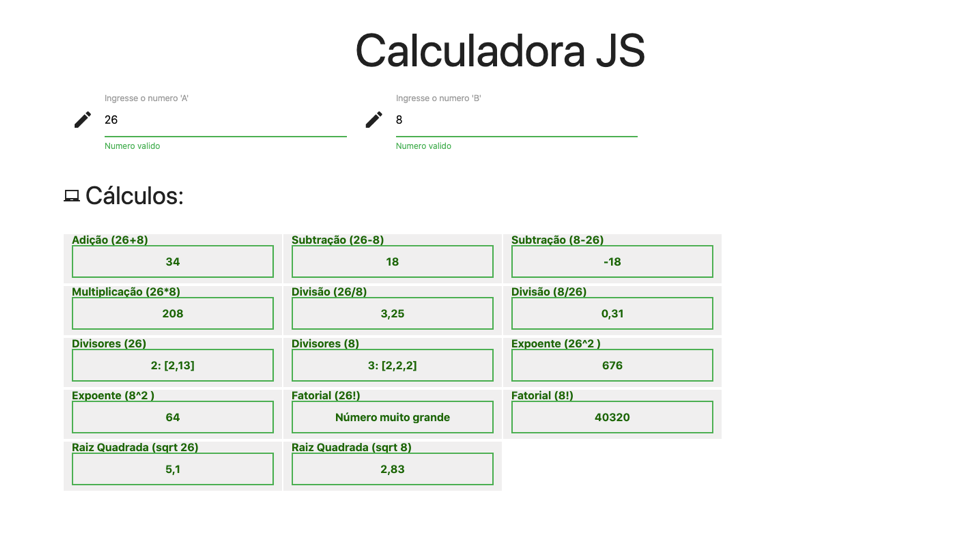 Calculadora JS
Ingresse o numero 'A' Ingresse o numero 'B'
26 8
Numero valido Numero valido
Cálculos:
Adição (26+8) Subtração (26-8) Subtração (8-26)
34 18 -18
Multiplicação (26*8) Divisão (26/8) Divisão (8/26)
208 3,25 0,31
Divisores (26) Divisores (8) Expoente (26^2 )
2: [2,13] 3: [2,2,2] 676
Expoente (8^2 ) Fatorial (26!) Fatorial (8!)
64 Número muito grande 40320
Raiz Quadrada (sqrt 26) Raiz Quadrada (sqrt 8)
5,1 2,83